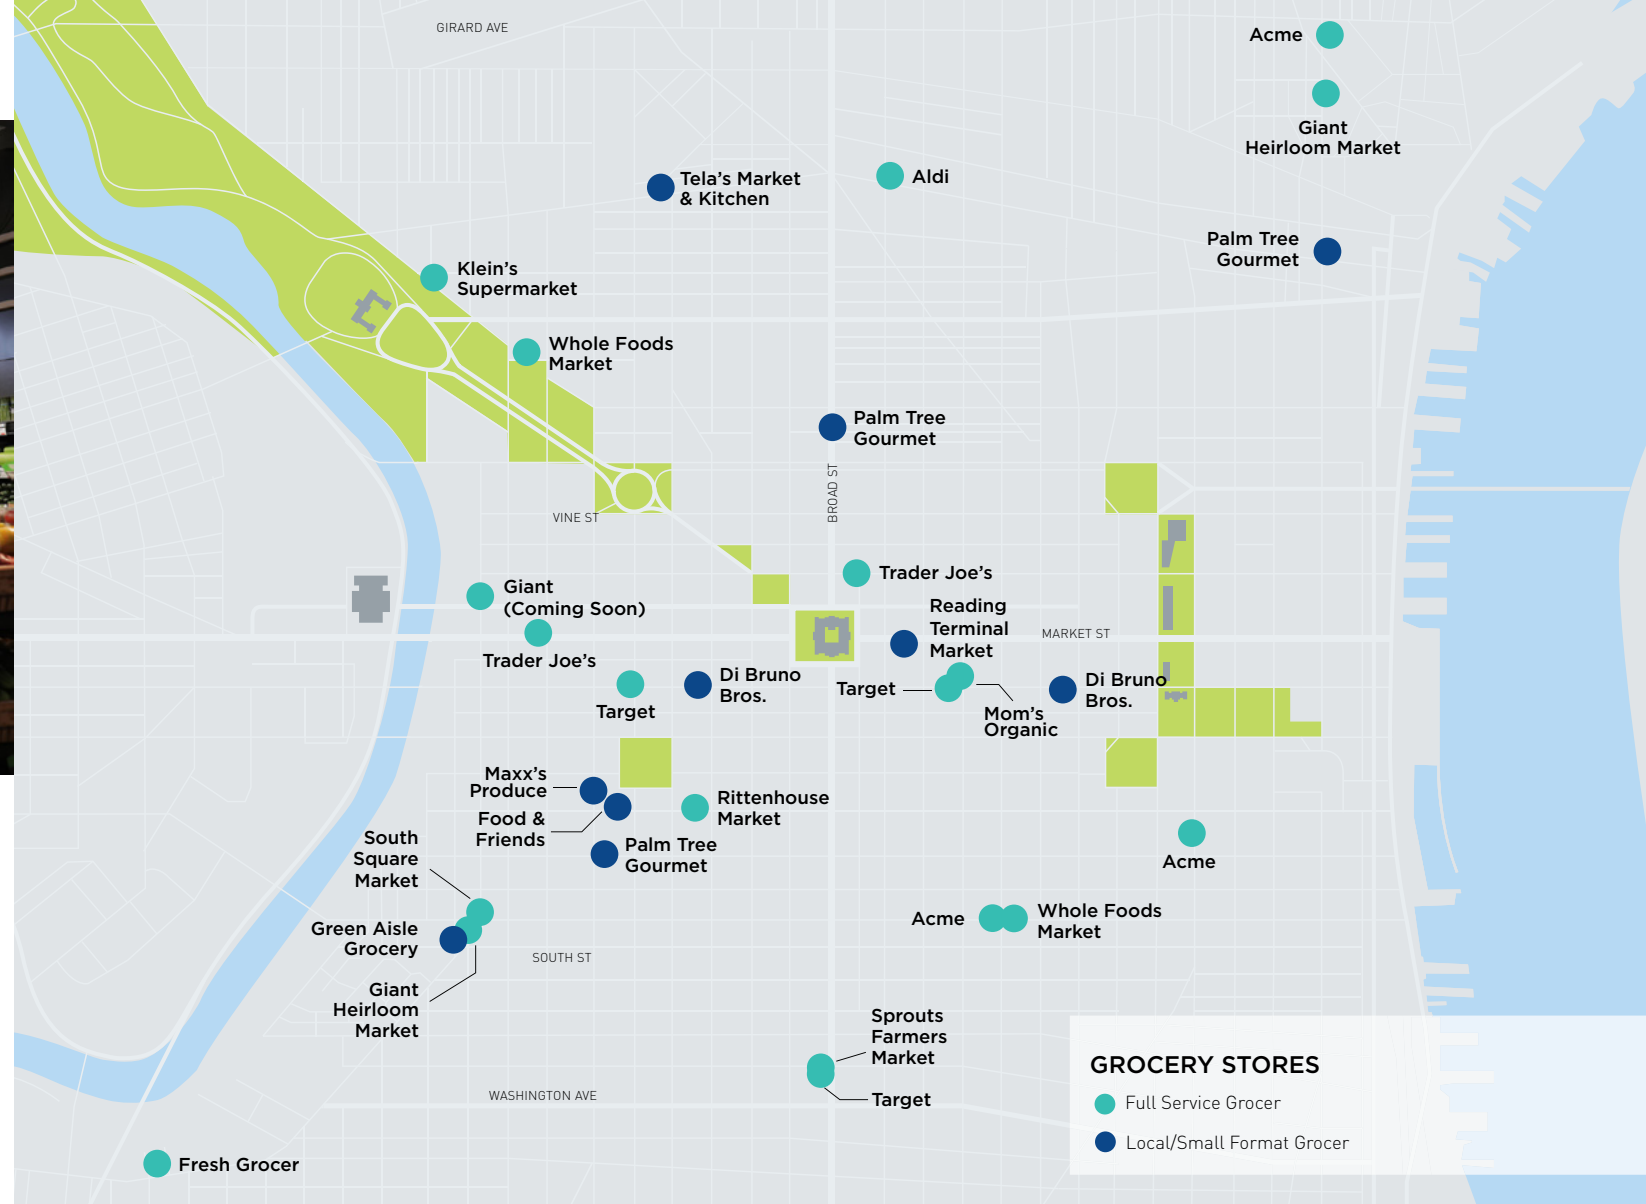 GIRARD AVE
Acme
Giant
Heirloom Market
Tela's Market
& Kitchen
Aldi
Palm Tree
Gourmet
Klein's
Supermarket
Whole Foods
Market
Palm Tree
Gourmet
BROAD ST
VINE ST
Trader Joe's
Giant
(Coming Soon)
Reading
Terminal
Market
MARKET ST
Trader Joe's
Di Bruno
Bros.
Target
Target
Di Bruno
Bros.
Mom's
Organic
Maxx's
Produce
Food &
Friends
Rittenhouse
Market
Palm Tree
Gourmet
South
Square
Market
Acme
Acme
Whole Foods
Market
Green Aisle
Grocery
SOUTH ST
Giant
Heirloom
Market
Sprouts
Farmers
Market
Target
WASHINGTON AVE
Fresh Grocer
GROCERY STORES
Full Service Grocer
Local/Small Format Grocer